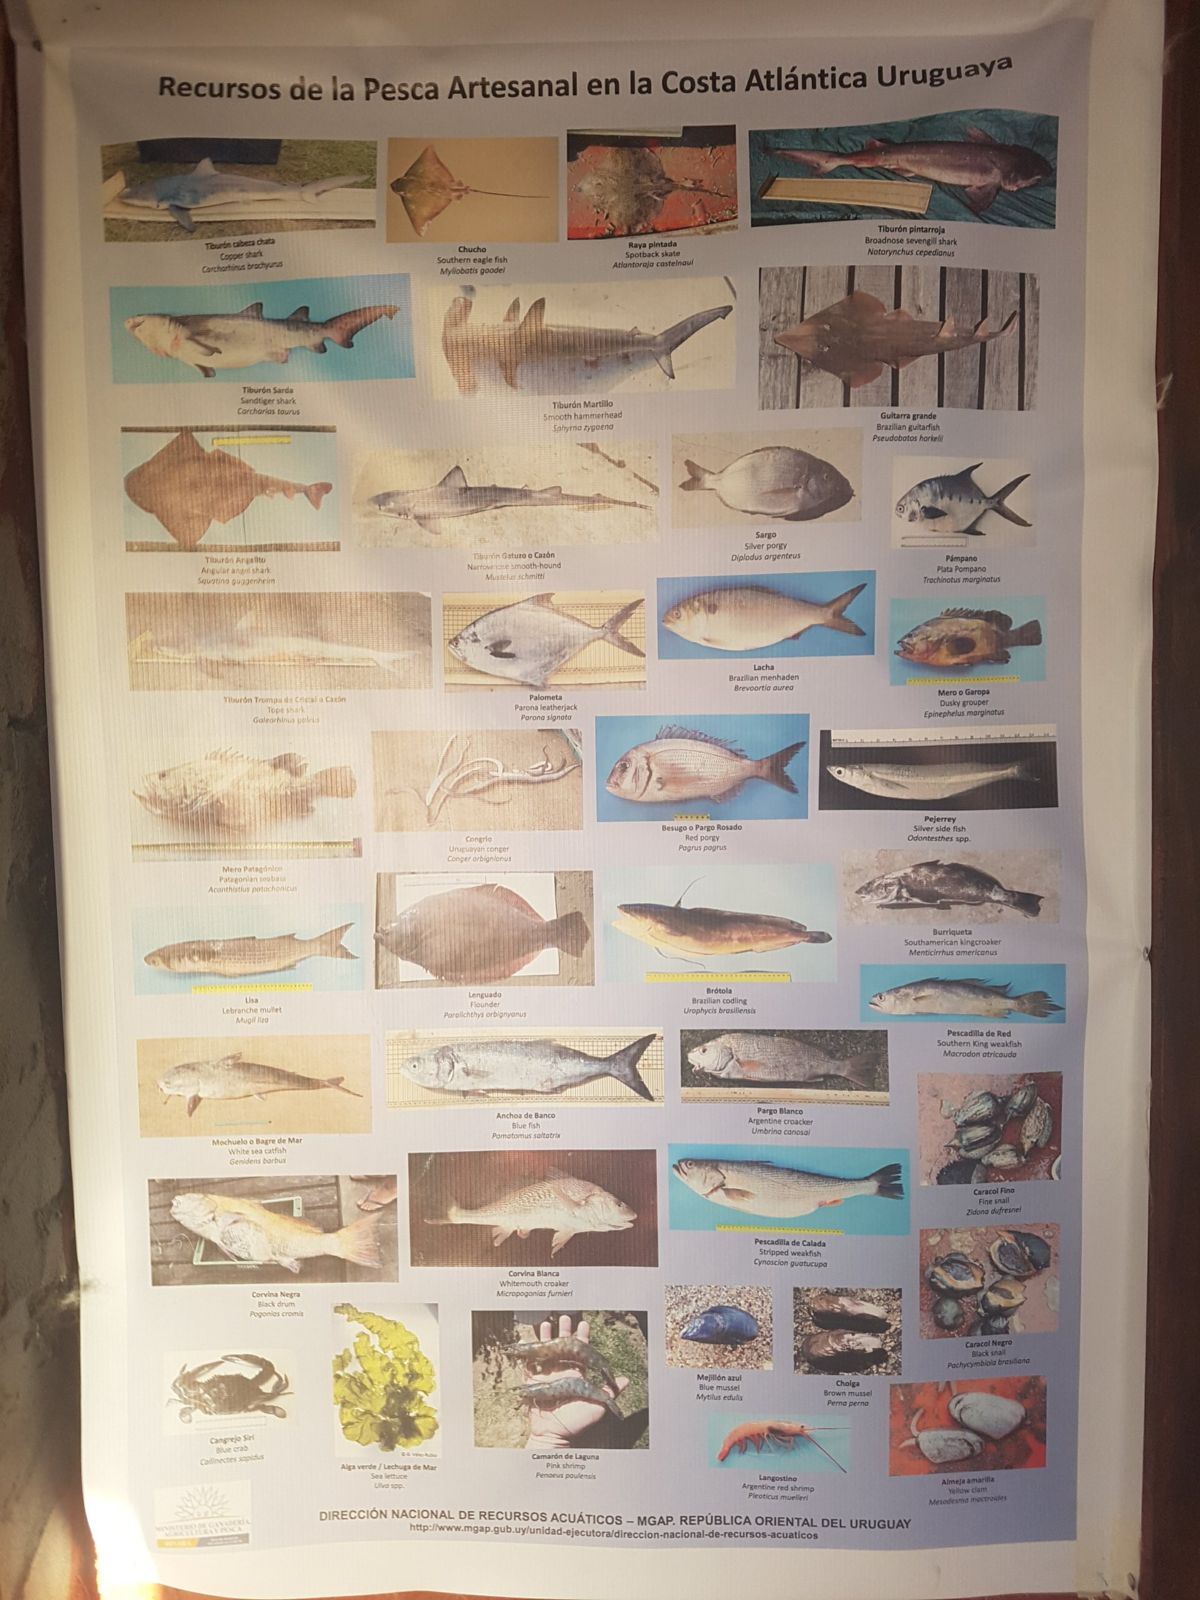 Recursos de la Pesca Artesanal en la Costa Atlántica Uruguaya
Tiburón cabeza chata
Copper shark
Carcharhinus brachyurus
Chucho
Southern eagle fish
Myliobatis goodei
Raya pintada
Spotback skate
Atlantoraja castelnaui
Tiburón pintarroja
Broadnose sevengill shark
Notorynchus cepedianus
Tiburón Sarda
Sandtiger shark
Carcharias taurus
Tiburón Martillo
Smooth hammerhead
Sphyrna zygaena
Guitarra grande
Brazilian guitarfish
Pseudobatos horkelii
Tiburón Angelito
Angular angel shark
Squatina guggenheim
Tiburón Gatuzo o Cazón
Narrownose smooth-hound
Mustelus schmitti
Sargo
Silver porgy
Diplodus argenteus
Pámpano
Plata Pompano
Trachinotus marginatus
Tiburón Trompa de Cristal o Cazón
Tope shark
Galeorhinus galeus
Palometa
Parona leatherjack
Parona signata
Lacha
Brazilian menhaden
Brevoortia aurea
Mero o Garopa
Dusky grouper
Epinephelus marginatus
Mero Patagónico
Patagonian seabass
Acanthistius patachonicus
Congrio
Uruguayan conger
Conger orbignianus
Besugo o Pargo Rosado
Red porgy
Pagrus pagrus
Pejerrey
Silver side fish
Odontesthes spp.
Lisa
Lebranche mullet
Mugil liza
Lenguado
Flounder
Paralichthys orbignyanus
Brótola
Brazilian codling
Urophycis brasiliensis
Burriqueta
Southamerican kingcroaker
Menticirrhus americanus
Pescadilla de Red
Southern King weakfish
Macrodon atricauda
Mochuelo o Bagre de Mar
White sea catfish
Genidens barbus
Anchoa de Banco
Blue fish
Pomatomus saltatrix
Pargo Blanco
Argentine croacker
Umbrina canosai
Caracol Fino
Fine snail
Zidona dufresnei
Corvina Negra
Black drum
Pogonias cromis
Corvina Blanca
Whitemouth croaker
Micropogonias furnieri
Pescadilla de Calada
Stripped weakfish
Cynoscion guatucupa
Caracol Negro
Black snail
Pachycymbiola brasiliana
Cangrejo Siri
Blue crab
Callinectes sapidus
Alga verde / Lechuga de Mar
Sea lettuce
Ulva spp.
Camarón de Laguna
Pink shrimp
Penaeus paulensis
Mejillón azul
Blue mussel
Mytilus edulis
Cholga
Brown mussel
Perna perna
Langostino
Argentine red shrimp
Pleoticus muelleri
Almeja amarilla
Yellow clam
Mesodesma mactroides
MINISTERIO DE GANADERÍA,
AGRICULTURA Y PESCA
DIRECCIÓN NACIONAL DE RECURSOS ACUÁTICOS – MGAP. REPÚBLICA ORIENTAL DEL URUGUAY
http://www.mgap.gub.uy/unidad-ejecutora/direccion-nacional-de-recursos-acuaticos